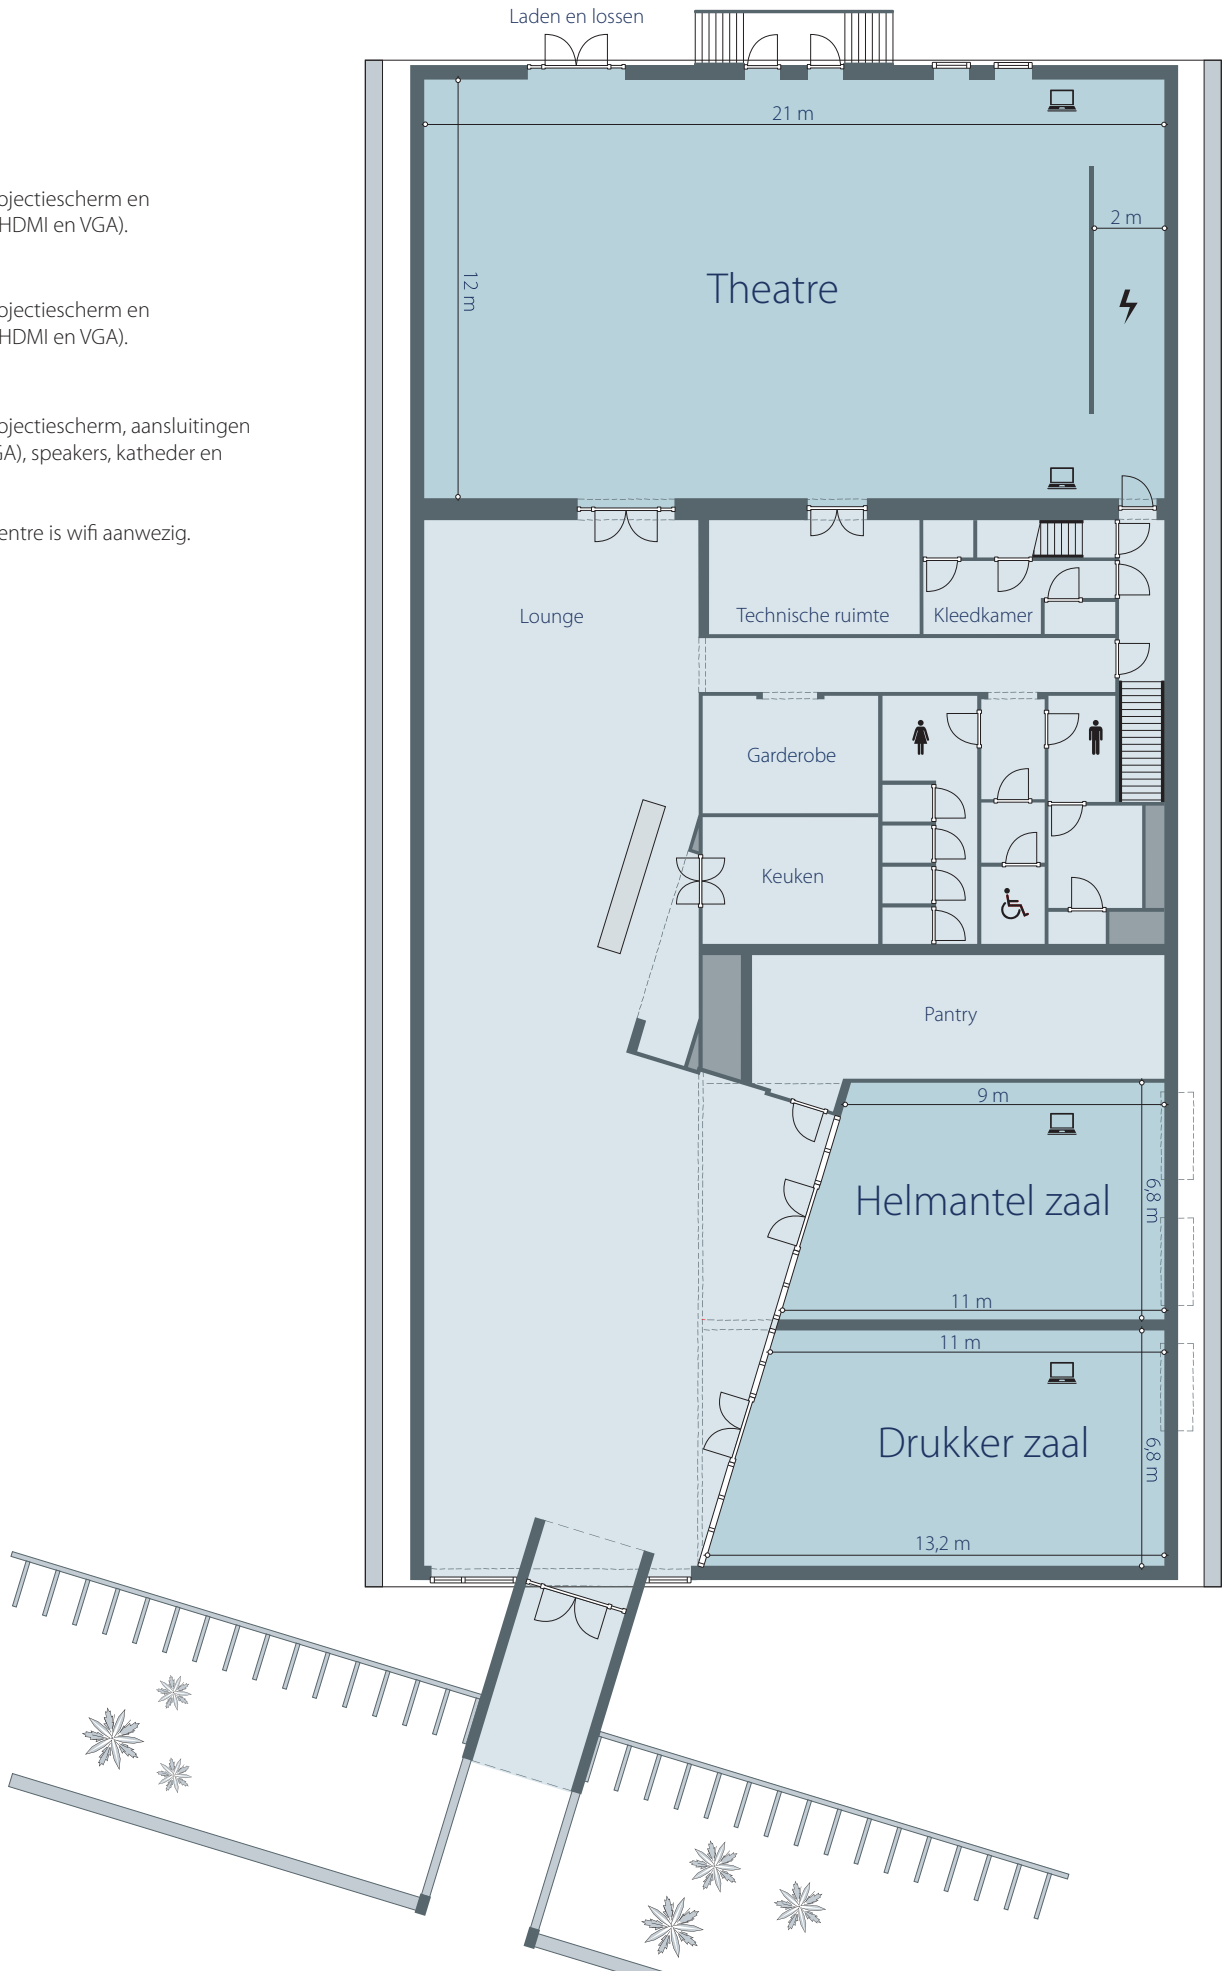 Laden en lossen
21 m
ojectiescherm en
HDMI en VGA).
2 m
12 m
Theatre
ojectiescherm en
HDMI en VGA).
ojectiescherm, aansluitingen
GA), speakers, katheder en
entre is wifi aanwezig.
Lounge
Technische ruimte
Kleedkamer
Garderobe
Keuken
Pantry
9 m
6,8 m
Helmantel zaal
11 m
11 m
Drukker zaal
6,8 m
13,2 m